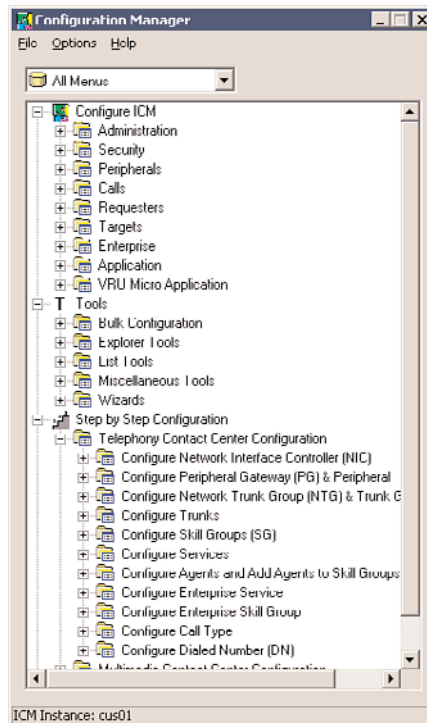 Configuration Manager
File Options Help
All Menus
Configure ICM
Administration
Security
Peripherals
Calls
Requesters
Targets
Enterprise
Application
VRU Micro Application
T Tools
Bulk Configuration
Explorer Tools
List Tools
Miscellaneous Tools
Wizards
Step by Step Configuration
Telephony Contact Center Configuration
Configure Network Interface Controller (NIC)
Configure Peripheral Gateway (PG) & Peripheral
Configure Network Trunk Group (NTG) & Trunk G
Configure Trunks
Configure Skill Groups (SG)
Configure Services
Configure Agents and Add Agents to Skill Groups
Configure Enterprise Service
Configure Enterprise Skill Group
Configure Call Type
Configure Dialed Number (DN)
Multimedia Contact Center Configuration
ICM Instance: cus01